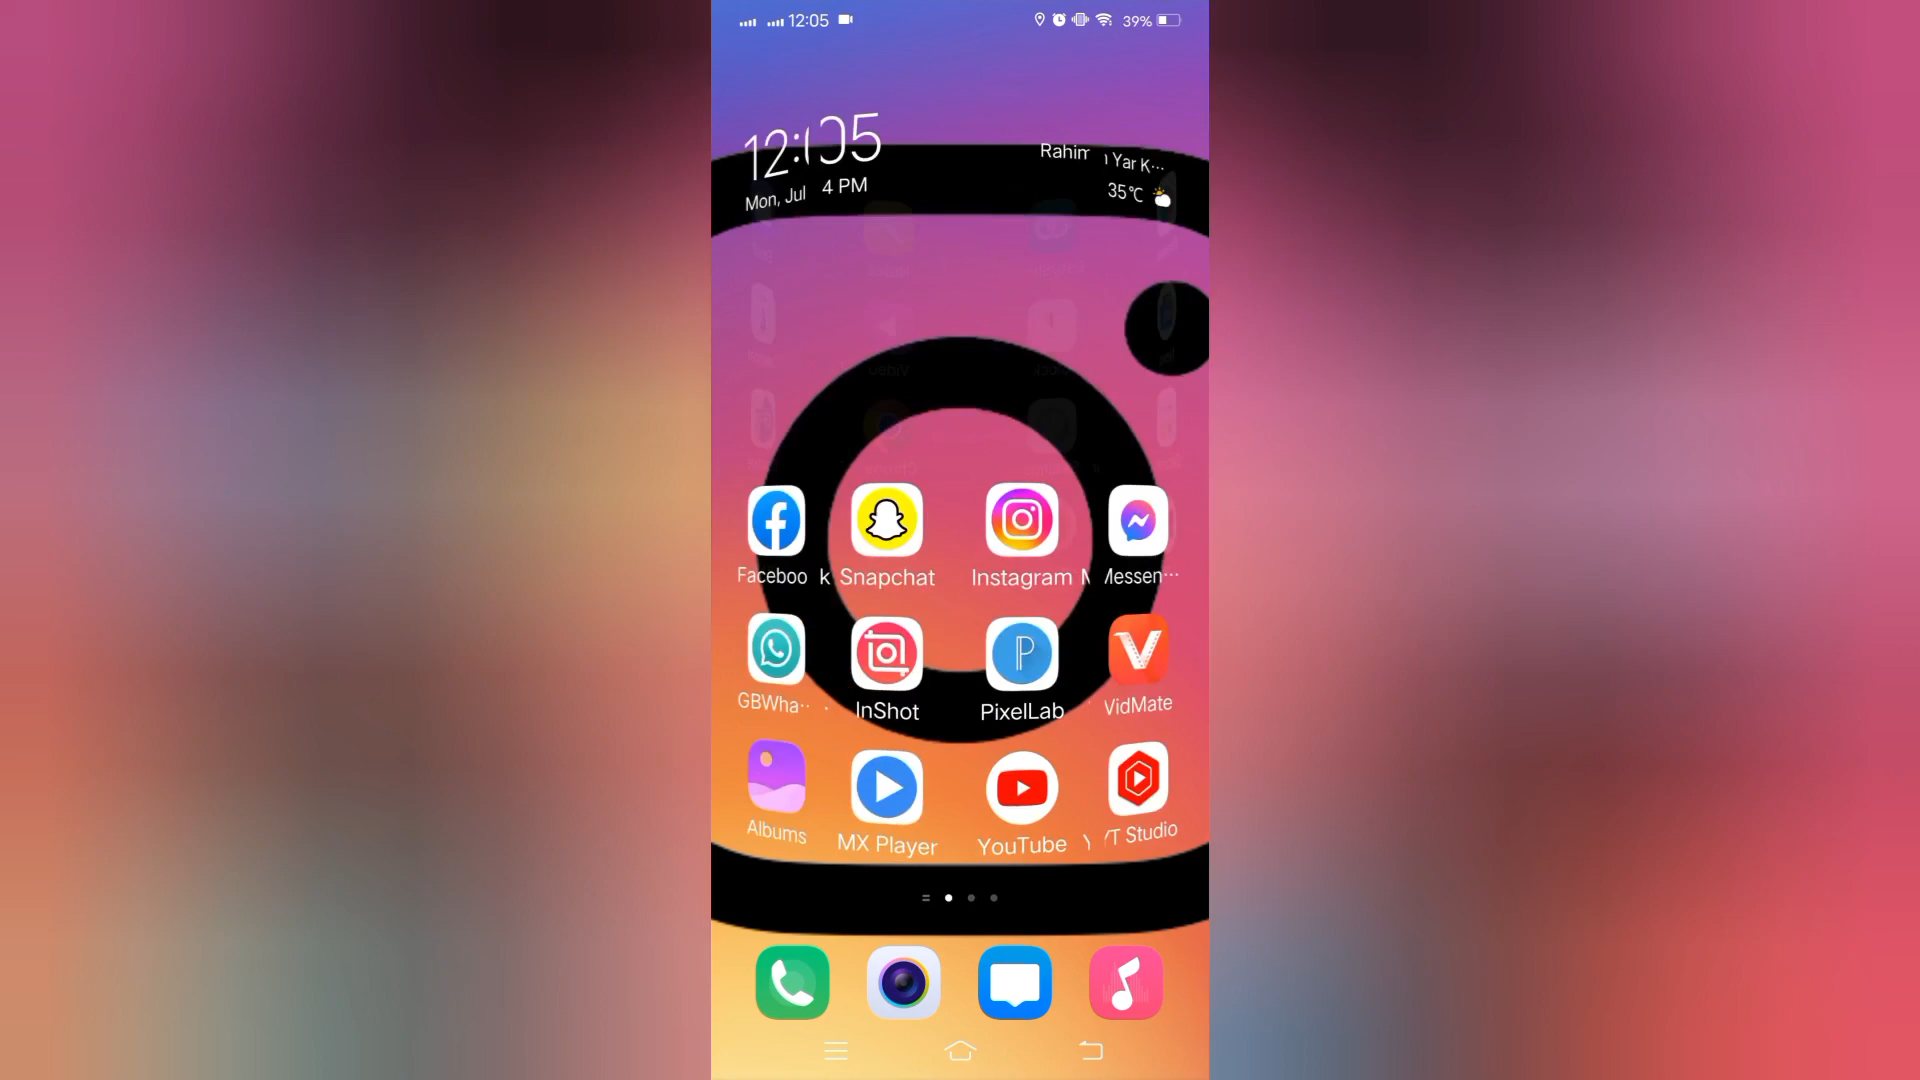 12:05 39%
12:05
Mon, Jul 4 PM
Rahim Yar K...
35℃
Facebook Snapchat Instagram Messen...
GBWha... InShot PixelLab VidMate
Albums MX Player YouTube YT Studio